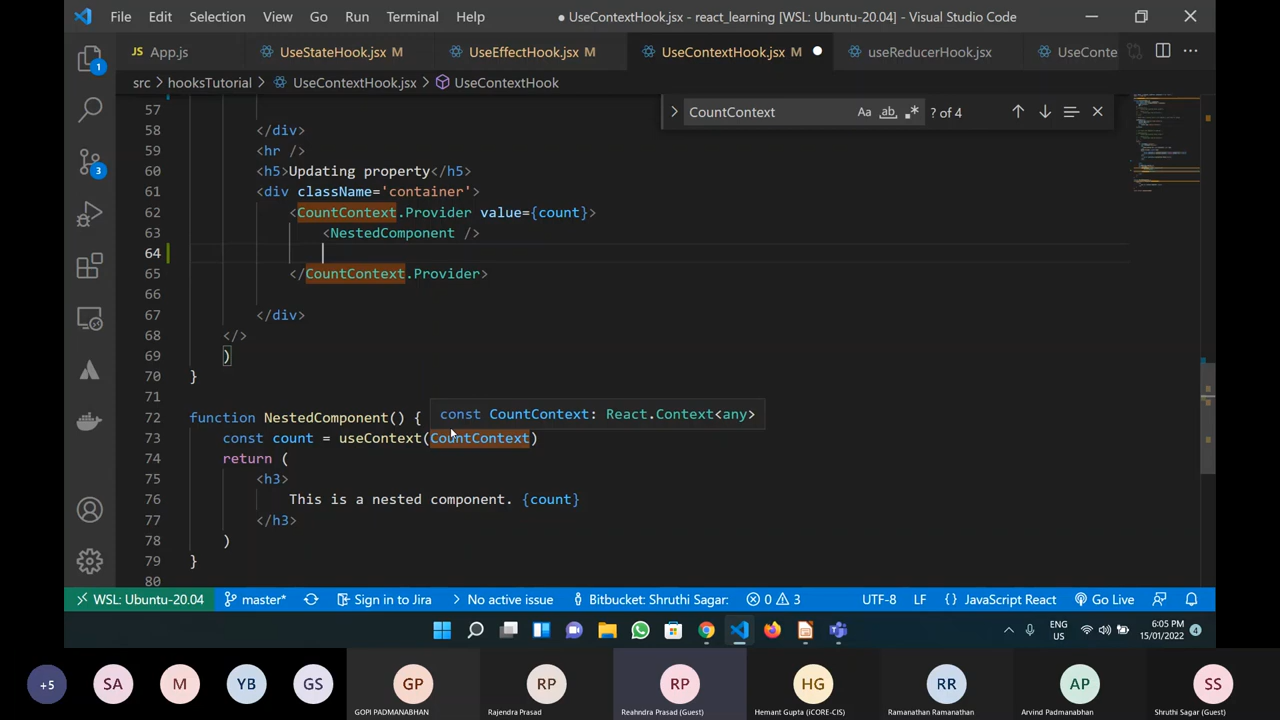 File Edit Selection View Go Run Terminal Help
● UseContextHook.jsx - react_learning [WSL: Ubuntu-20.04] - Visual Studio Code
JS App.js
UseStateHook.jsx M
UseEffectHook.jsx M
UseContextHook.jsx M ●
useReducerHook.jsx
UseConte
src › hooksTutorial › UseContextHook.jsx › UseContextHook
CountContext Aa ab .* ? of 4
57
58 </div>
59 <hr />
60 <h5>Updating property</h5>
61 <div className='container'>
62 <CountContext.Provider value={count}>
63 <NestedComponent />
64
65 </CountContext.Provider>
66
67 </div>
68 </>
69 )
70 }
71
const CountContext: React.Context<any>
72 function NestedComponent() {
73 const count = useContext(CountContext)
74 return (
75 <h3>
76 This is a nested component. {count}
77 </h3>
78 )
79 }
80
1
3
WSL: Ubuntu-20.04 master* Sign in to Jira No active issue Bitbucket: Shruthi Sagar: 0 3 UTF-8 LF {} JavaScript React Go Live
ENG US
6:05 PM
15/01/2022
4
+5 SA M YB GS GP RP RP HG RR AP SS
GOPI PADMANABHAN
Rajendra Prasad
Reahndra Prasad (Guest)
Hemant Gupta (iCORE-CIS)
Ramanathan Ramanathan
Arvind Padmanabhan
Shruthi Sagar (Guest)